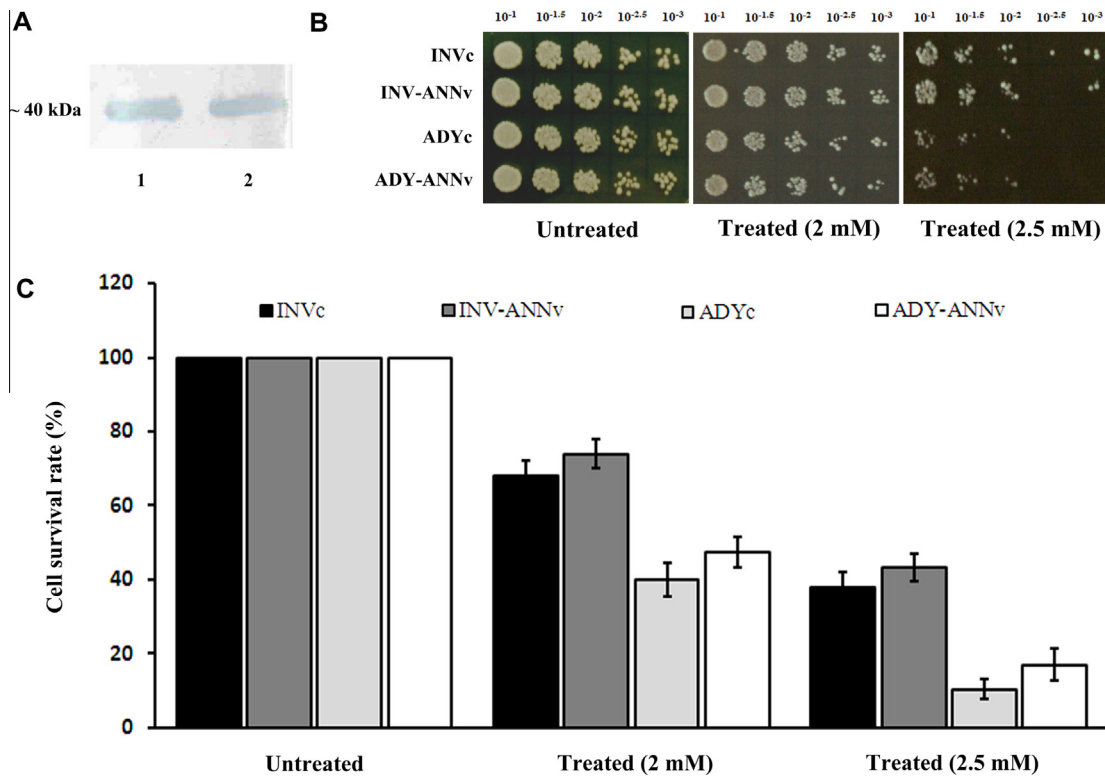 A
~ 40 kDa
1 2
B
10-1 10-1.5 10-2 10-2.5 10-3 10-1 10-1.5 10-2 10-2.5 10-3 10-1 10-1.5 10-2 10-2.5 10-3
INVc
INV-ANNv
ADYc
ADY-ANNv
Untreated Treated (2 mM) Treated (2.5 mM)
C
INVc INV-ANNv ADYc ADY-ANNv
Cell survival rate (%)
120
100
80
60
40
20
0
Untreated Treated (2 mM) Treated (2.5 mM)